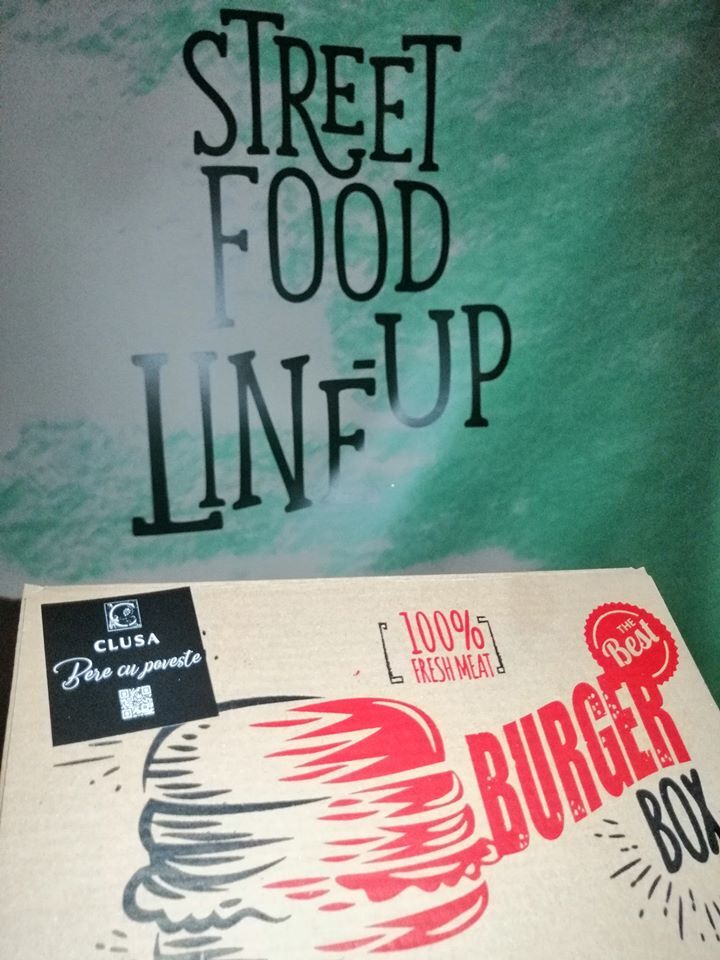 STREET
FOOD
LINE-UP
CLUSA
Bere cu poveste
100%
FRESH MEAT
THE
Best
BURGER
BOX